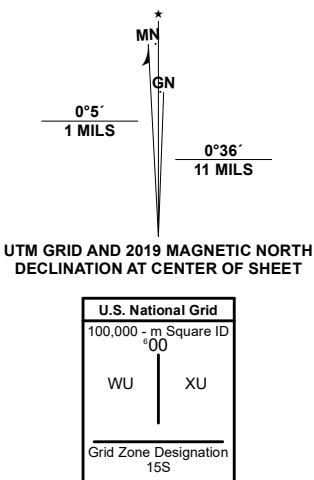 ★
MN
GN
0°5´
1 MILS
0°36´
11 MILS
UTM GRID AND 2019 MAGNETIC NORTH
DECLINATION AT CENTER OF SHEET
U.S. National Grid
100,000 - m Square ID
⁶00
WU XU
Grid Zone Designation
15S